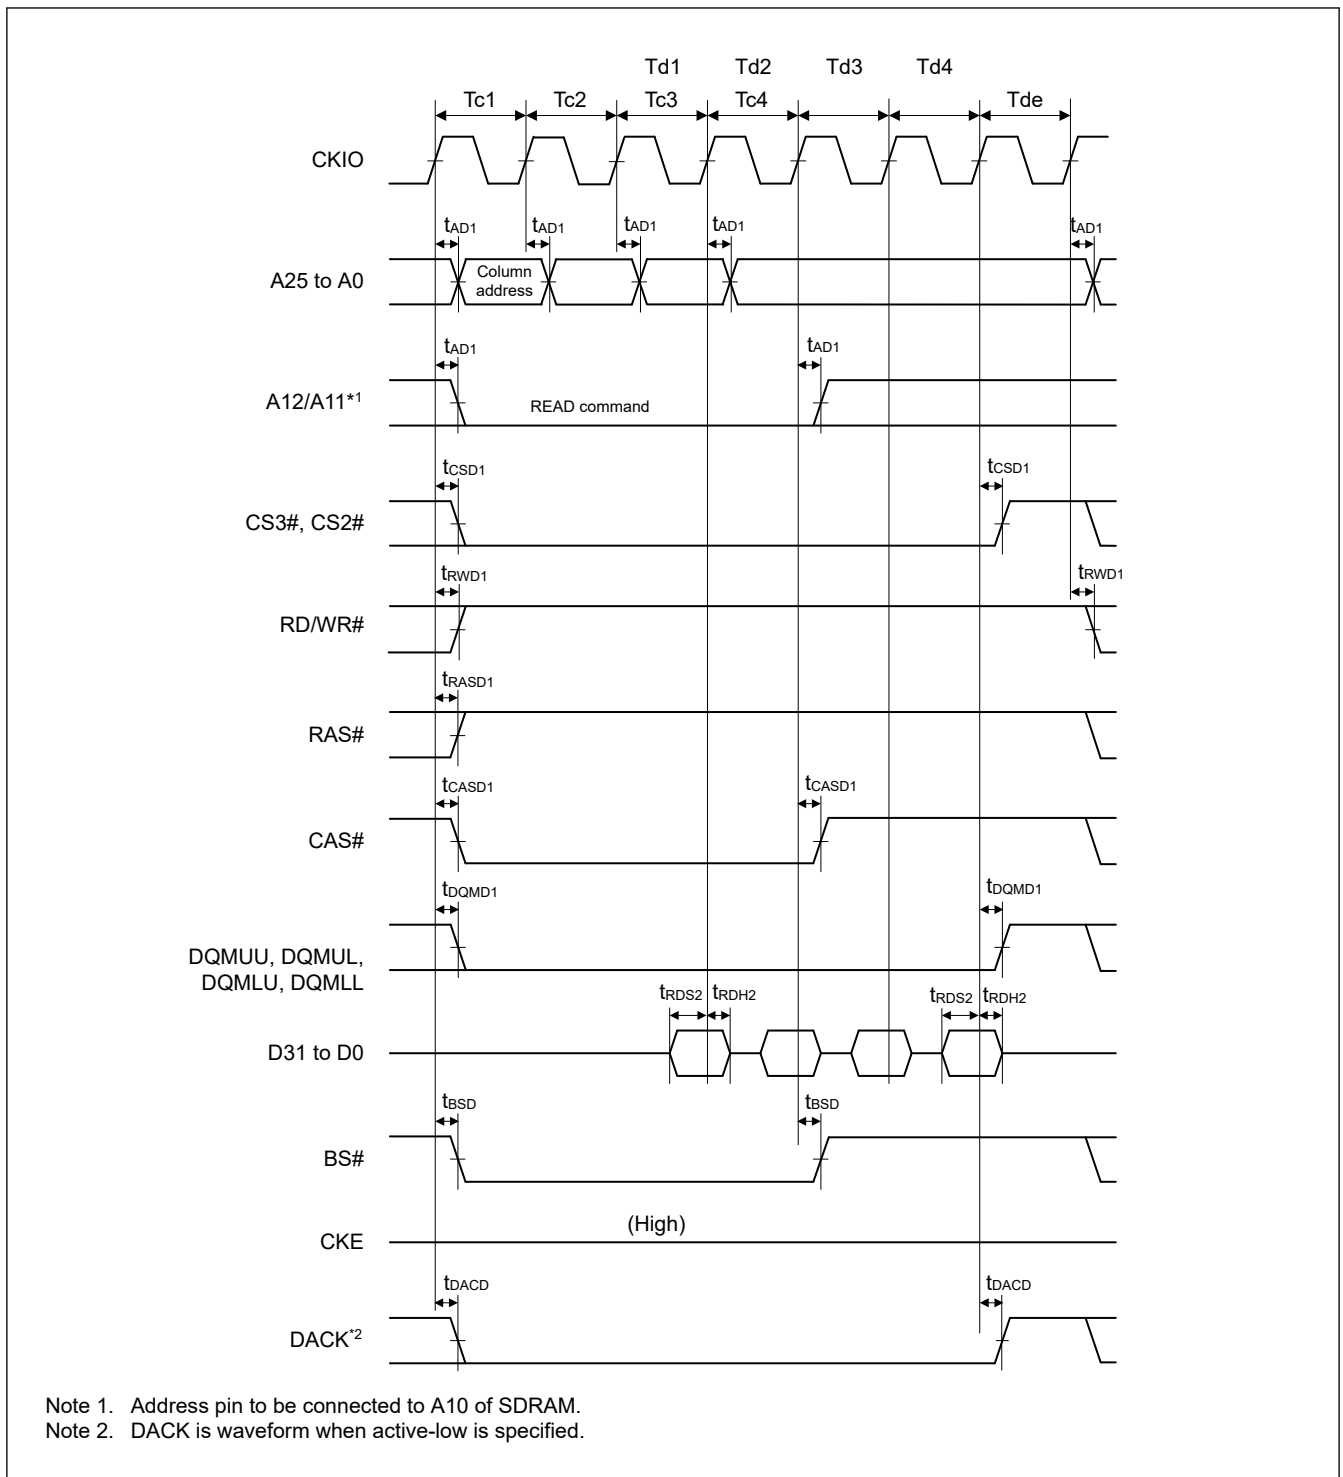 Td1 Td2 Td3 Td4
Tc1 Tc2 Tc3 Tc4 Tde
CKIO
tAD1 tAD1 tAD1 tAD1 tAD1
A25 to A0
Column
address
tAD1 tAD1
A12/A11*1
READ command
tCSD1 tCSD1
CS3#, CS2#
tRWD1 tRWD1
RD/WR#
tRASD1
RAS#
tCASD1 tCASD1
CAS#
tDQMD1 tDQMD1
DQMUU, DQMUL,
DQMLU, DQMLL
tRDS2 tRDH2 tRDS2 tRDH2
D31 to D0
tBSD tBSD
BS#
(High)
CKE
tDACD tDACD
DACK*2
Note 1. Address pin to be connected to A10 of SDRAM.
Note 2. DACK is waveform when active-low is specified.